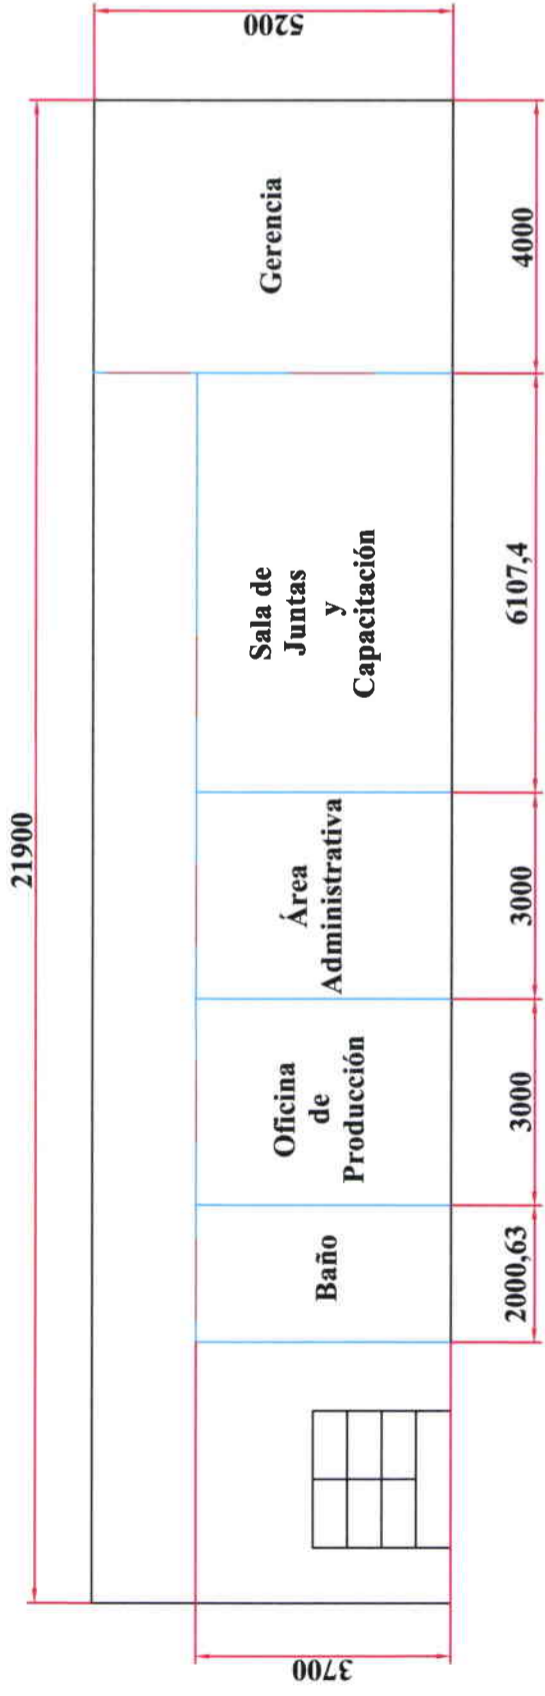 21900
5200
3700
Baño
Oficina
de
Producción
Área
Administrativa
Sala de
Juntas
y
Capacitación
Gerencia
2000,63
3000
3000
6107,4
4000